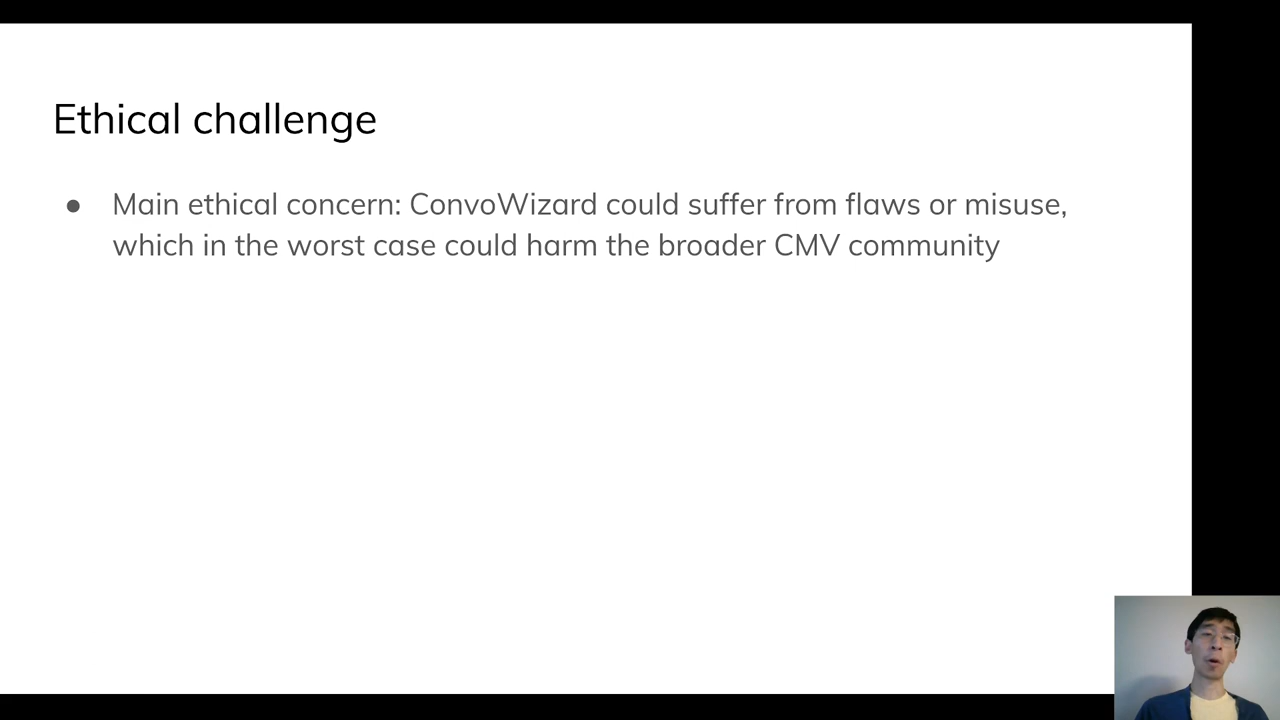 Ethical challenge
● Main ethical concern: ConvoWizard could suffer from flaws or misuse,
which in the worst case could harm the broader CMV community